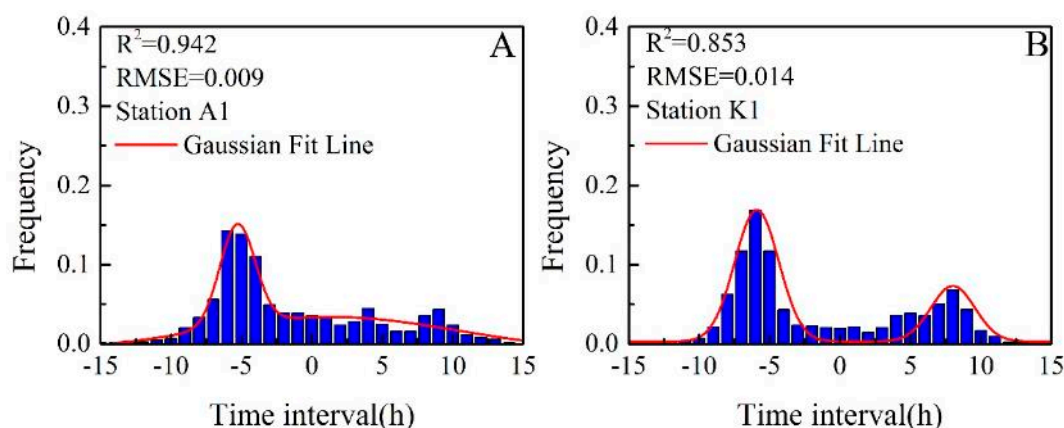 A
R²=0.942
RMSE=0.009
Station A1
Gaussian Fit Line
Frequency
0.4
0.3
0.2
0.1
0.0
-15 -10 -5 0 5 10 15
Time interval(h)
B
R²=0.853
RMSE=0.014
Station K1
Gaussian Fit Line
Frequency
0.4
0.3
0.2
0.1
0.0
-15 -10 -5 0 5 10 15
Time interval(h)